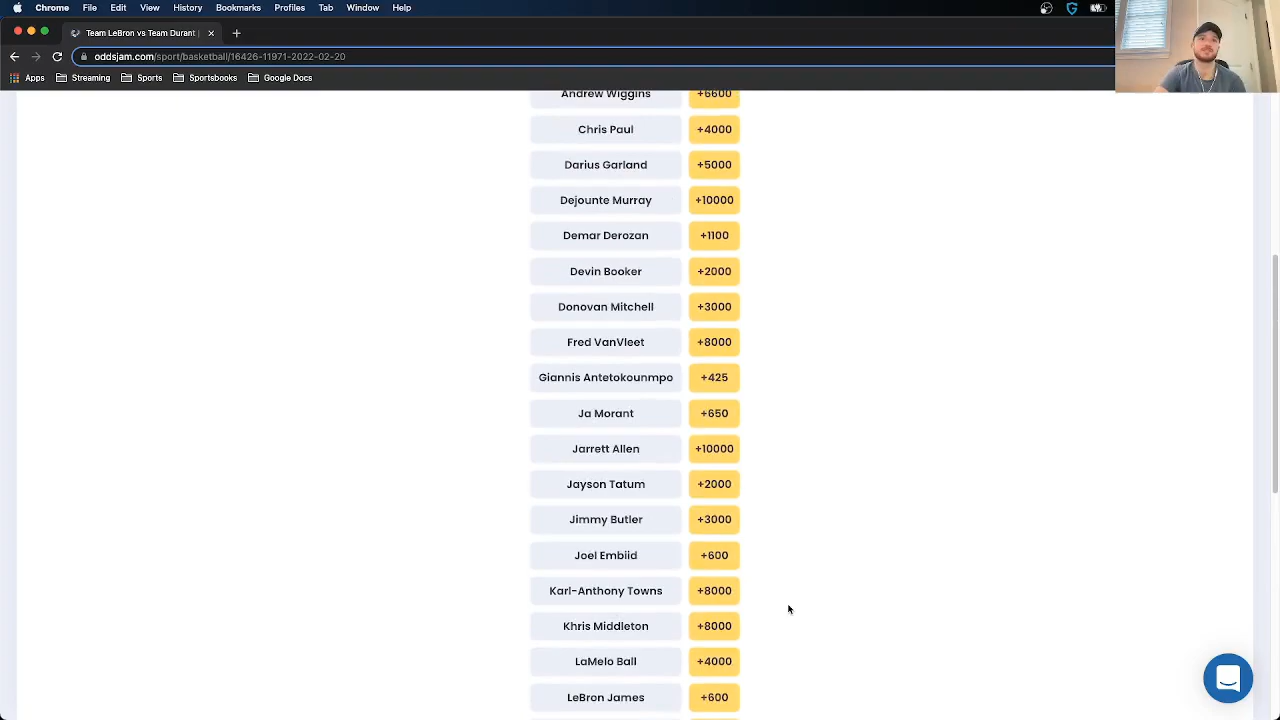 Chrome File Edit View History Bookmarks Profiles Tab Window Help
LeBron vs Team Durant |
oddsjam.com/sport/basketball/16426-11971-2022-02-20
Apps OddsJam Gaming Sports Sportsbooks Google Docs
Andrew Wiggins +6600
Chris Paul +4000
Darius Garland +5000
Dejounte Murray +10000
Demar Derozan +1100
Devin Booker +2000
Donovan Mitchell +3000
Fred VanVleet +8000
Giannis Antetokounmpo +425
Ja Morant +650
Jarrett Allen +10000
Jayson Tatum +2000
Jimmy Butler +3000
Joel Embiid +600
Karl-Anthony Towns +8000
Khris Middleton +8000
LaMelo Ball +4000
LeBron James +600